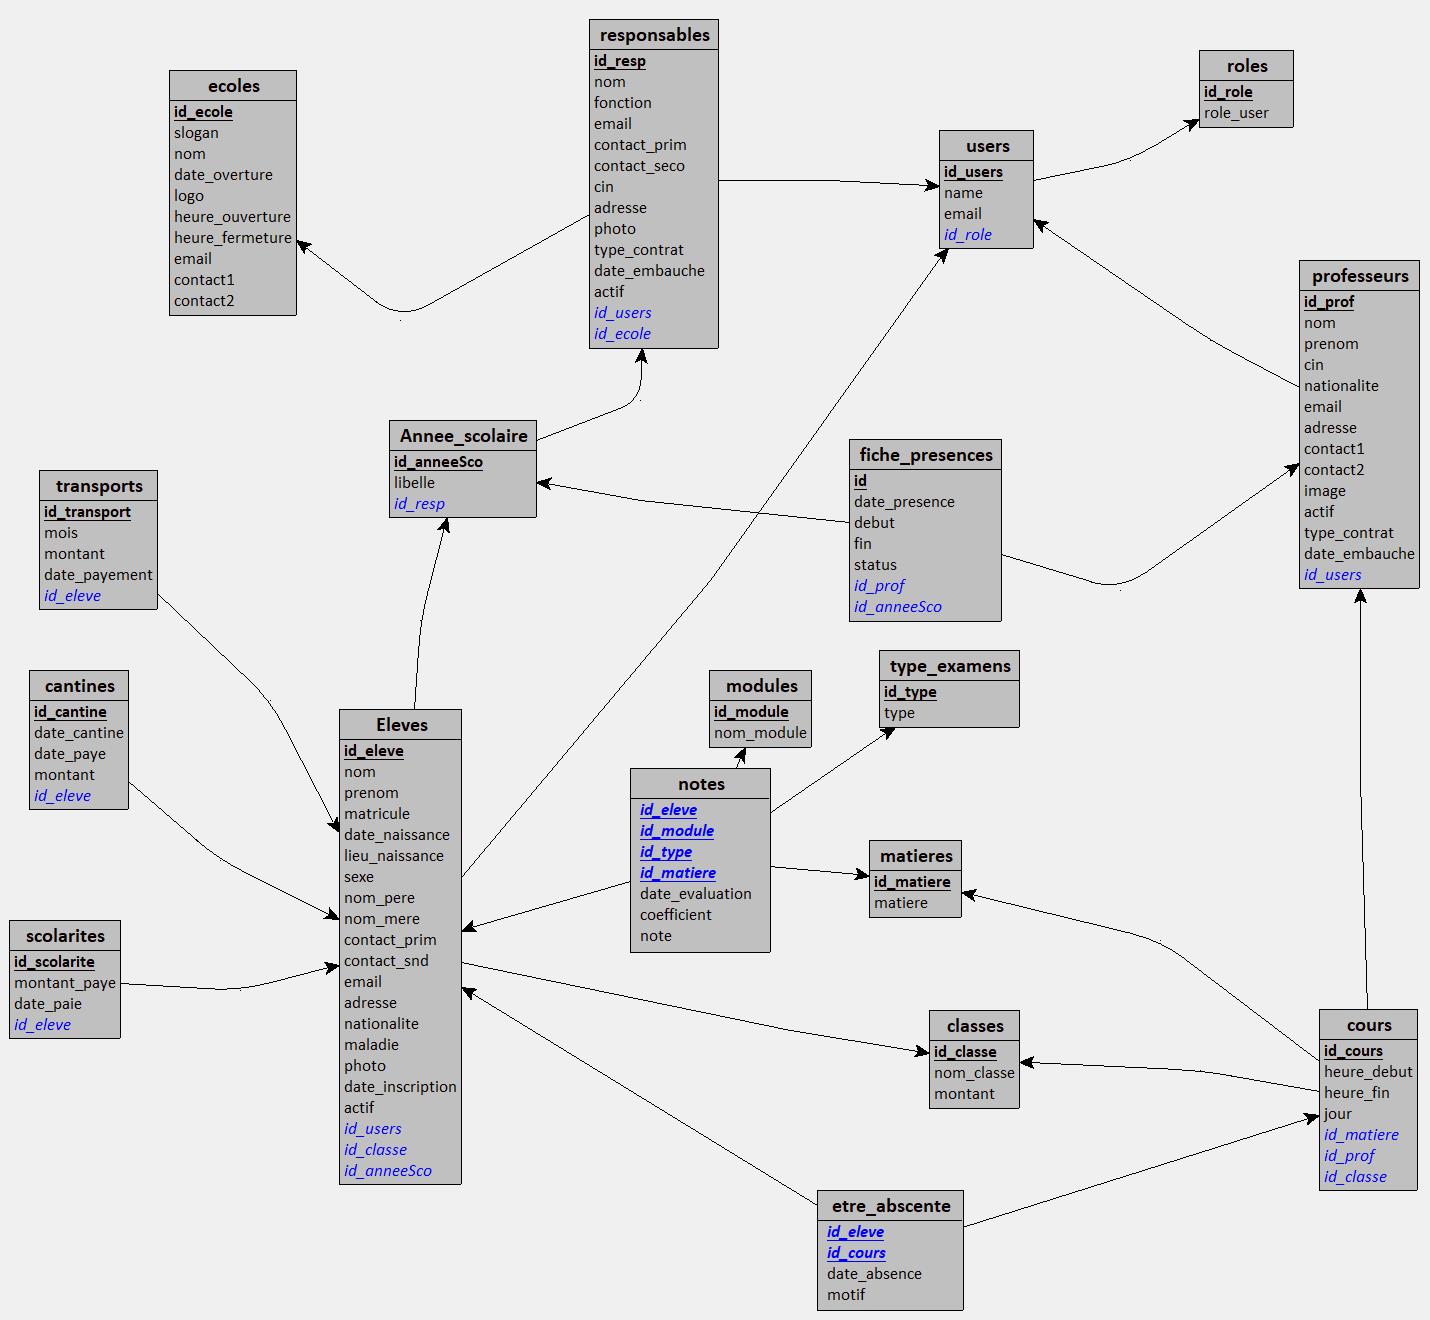 responsables
id_resp
nom
fonction
email
contact_prim
contact_seco
cin
adresse
photo
type_contrat
date_embauche
actif
id_users
id_ecole
ecoles
id_ecole
slogan
nom
date_overture
logo
heure_ouverture
heure_fermeture
email
contact1
contact2
roles
id_role
role_user
users
id_users
name
email
id_role
professeurs
id_prof
nom
prenom
cin
nationalite
email
adresse
contact1
contact2
image
actif
type_contrat
date_embauche
id_users
Annee_scolaire
id_anneeSco
libelle
id_resp
fiche_presences
id
date_presence
debut
fin
status
id_prof
id_anneeSco
transports
id_transport
mois
montant
date_payement
id_eleve
cantines
id_cantine
date_cantine
date_paye
montant
id_eleve
scolarites
id_scolarite
montant_paye
date_paie
id_eleve
Eleves
id_eleve
nom
prenom
matricule
date_naissance
lieu_naissance
sexe
nom_pere
nom_mere
contact_prim
contact_snd
email
adresse
nationalite
maladie
photo
date_inscription
actif
id_users
id_classe
id_anneeSco
modules
id_module
nom_module
type_examens
id_type
type
notes
id_eleve
id_module
id_type
id_matiere
date_evaluation
coefficient
note
matieres
id_matiere
matiere
classes
id_classe
nom_classe
montant
cours
id_cours
heure_debut
heure_fin
jour
id_matiere
id_prof
id_classe
etre_abscente
id_eleve
id_cours
date_absence
motif